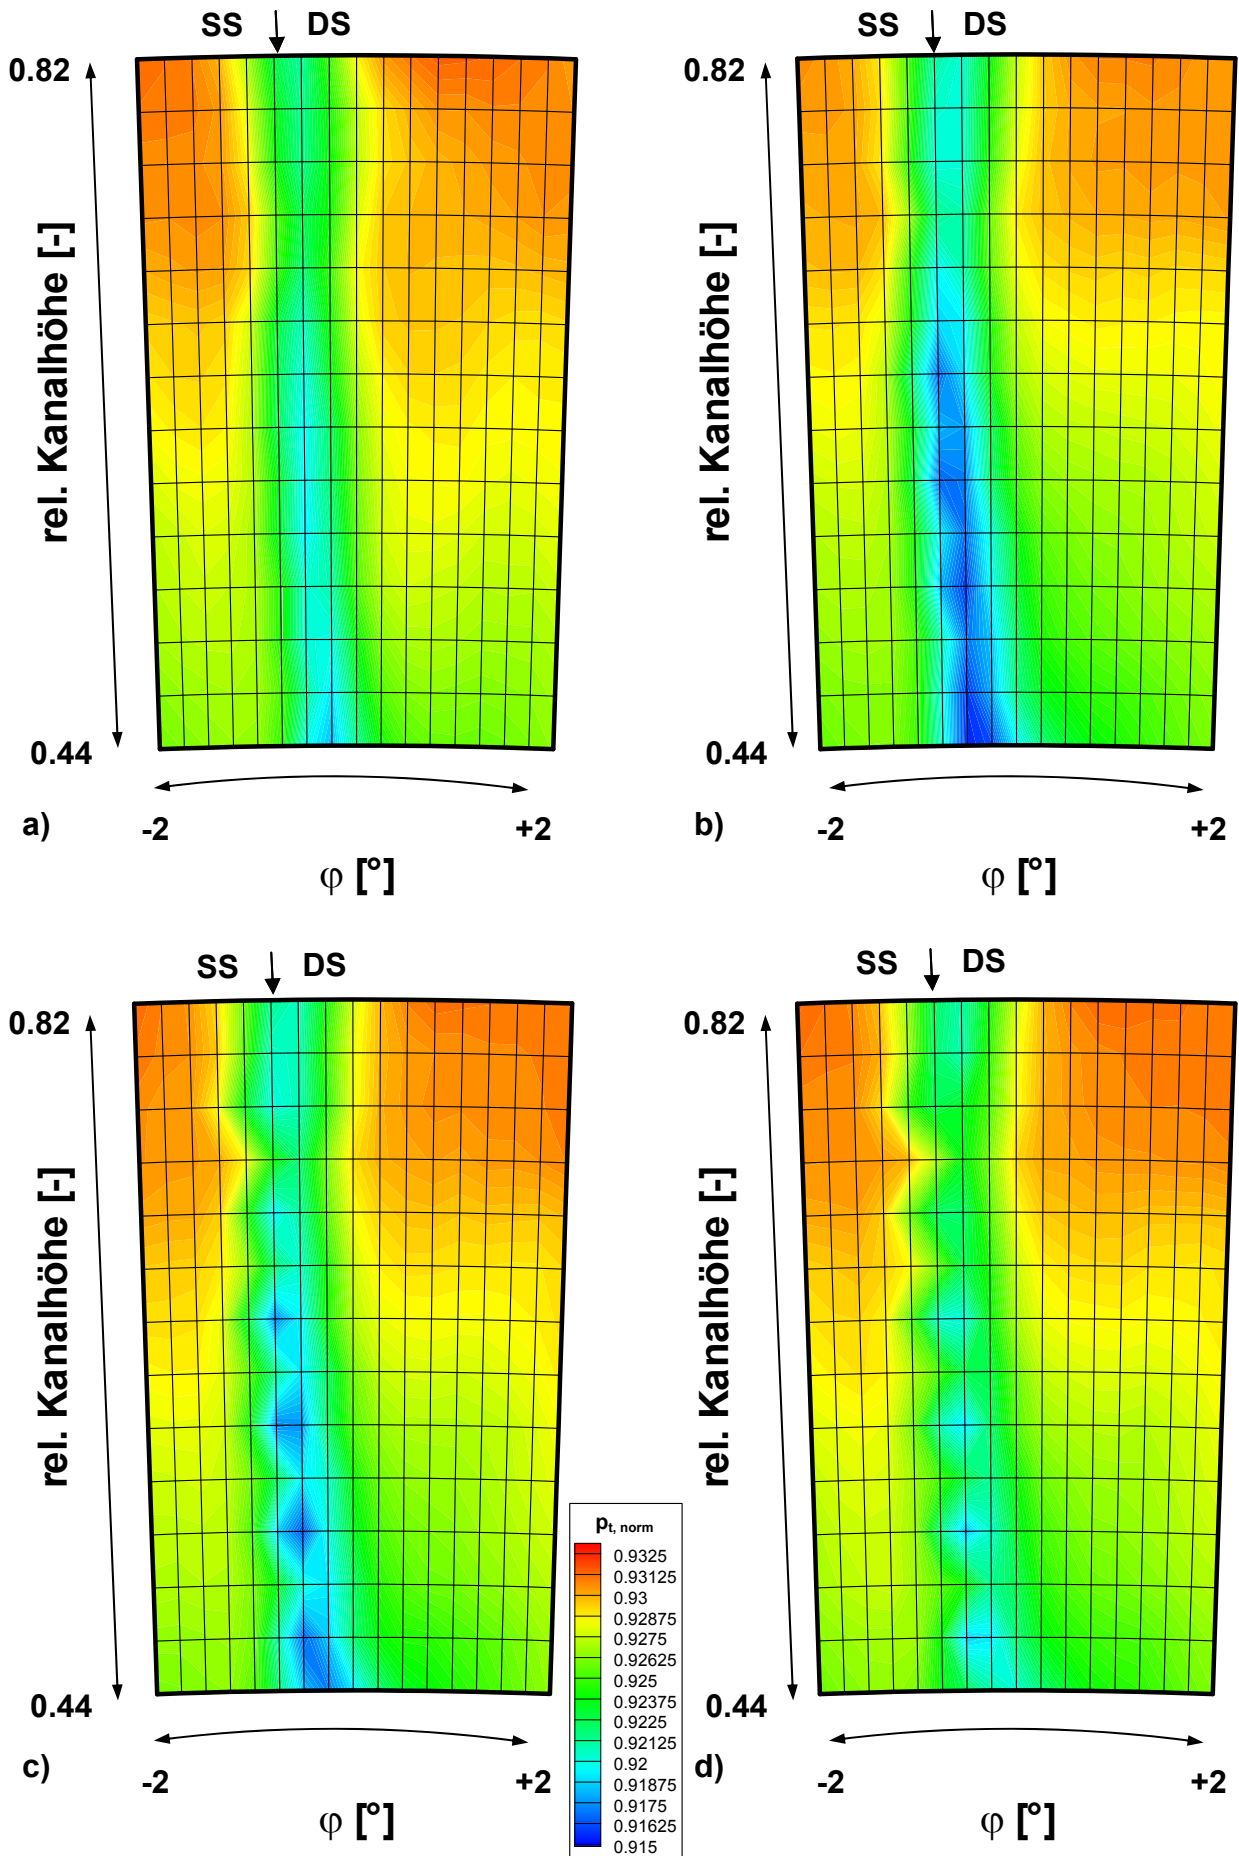 SS DS
0.82
rel. Kanalhöhe [-]
0.44
-2 +2
φ [°]
a)
SS DS
0.82
rel. Kanalhöhe [-]
0.44
-2 +2
φ [°]
b)
SS DS
0.82
rel. Kanalhöhe [-]
0.44
-2 +2
φ [°]
c)
pt, norm
0.9325
0.93125
0.93
0.92875
0.9275
0.92625
0.925
0.92375
0.9225
0.92125
0.92
0.91875
0.9175
0.91625
0.915
SS DS
0.82
rel. Kanalhöhe [-]
0.44
-2 +2
φ [°]
d)